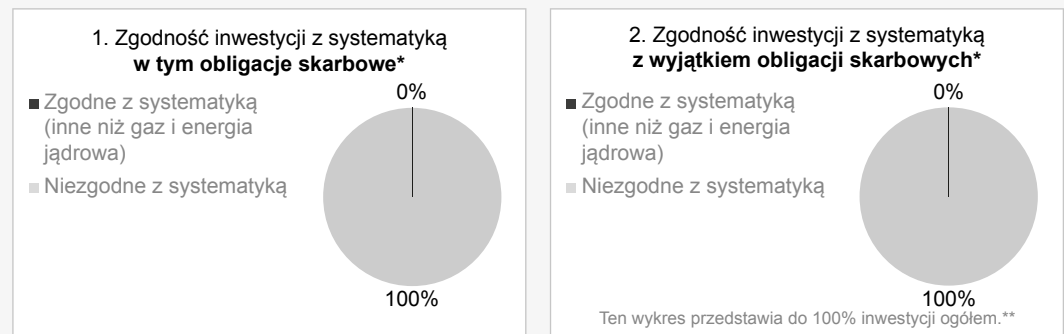 1. Zgodność inwestycji z systematyką
w tym obligacje skarbowe*
Zgodne z systematyką
(inne niż gaz i energia
jądrowa)
Niezgodne z systematyką
0%
100%
2. Zgodność inwestycji z systematyką
z wyjątkiem obligacji skarbowych*
Zgodne z systematyką
(inne niż gaz i energia
jądrowa)
Niezgodne z systematyką
0%
100%
Ten wykres przedstawia do 100% inwestycji ogółem.**